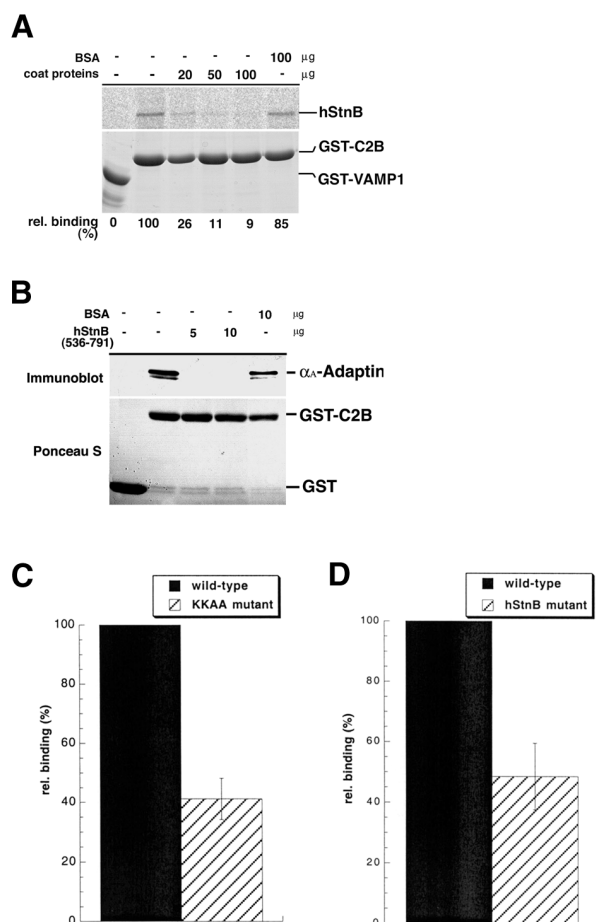 A
BSA - - - - - 100 μg
coat proteins - - 20 50 100 - μg
hStnB
GST-C2B
GST-VAMP1
rel. binding 0 100 26 11 9 85
(%)
B
BSA - - - - 10 μg
hStnB - - 5 10 - μg
(536-791)
Immunoblot
αA-Adaptin
GST-C2B
Ponceau S
GST
C
wild-type
KKAA mutant
100
80
60
40
20
0
rel. binding (%)
D
wild-type
hStnB mutant
100
80
60
40
20
0
rel. binding (%)